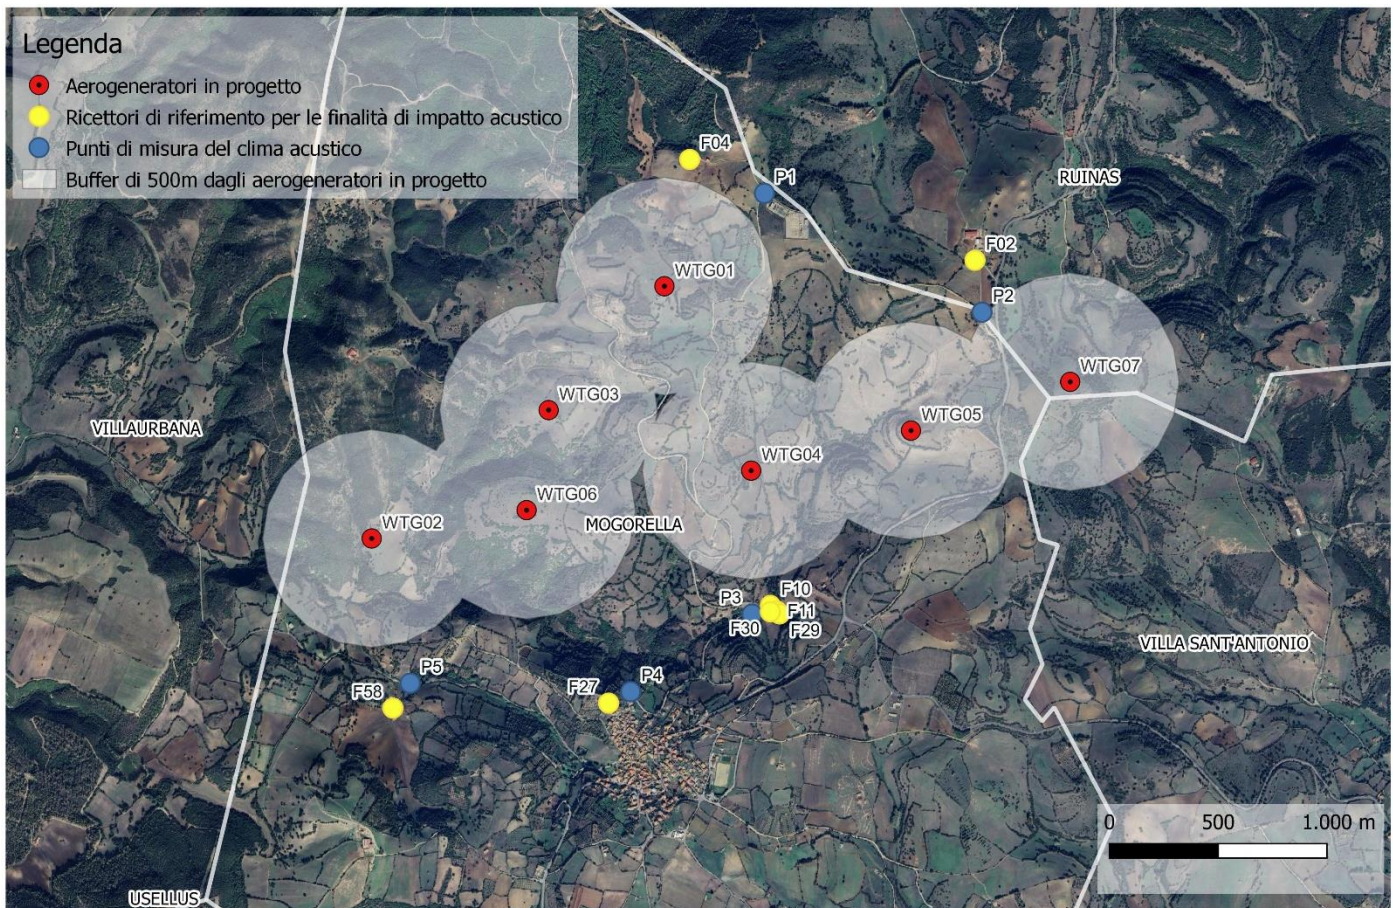 Legenda
Aerogeneratori in progetto
Ricettori di riferimento per le finalità di impatto acustico
Punti di misura del clima acustico
Buffer di 500m dagli aerogeneratori in progetto
F04
P1
RUINAS
F02
WTG01
P2
WTG07
WTG03
WTG05
VILLAURBANA
WTG04
WTG06
MOGORELLA
WTG02
F10
P3
F11
F30
F29
VILLA SANT'ANTONIO
P5
F58
F27
P4
0 500 1.000 m
USELLUS